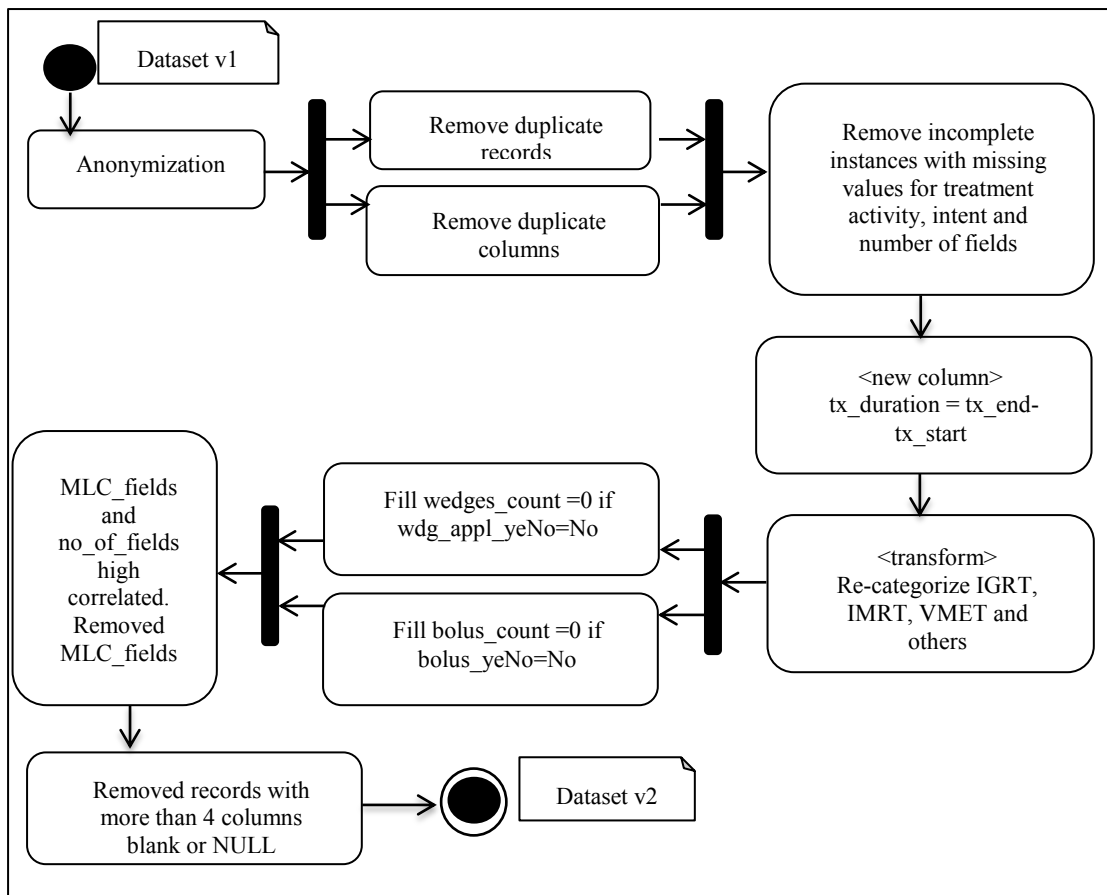 Dataset v1
Anonymization
Remove duplicate
records
Remove duplicate
columns
Remove incomplete
instances with missing
values for treatment
activity, intent and
number of fields
<new column>
tx_duration = tx_end-
tx_start
<transform>
Re-categorize IGRT,
IMRT, VMET and
others
Fill wedges_count =0 if
wdg_appl_yeNo=No
Fill bolus_count =0 if
bolus_yeNo=No
MLC_fields
and
no_of_fields
high
correlated.
Removed
MLC_fields
Removed records with
more than 4 columns
blank or NULL
Dataset v2